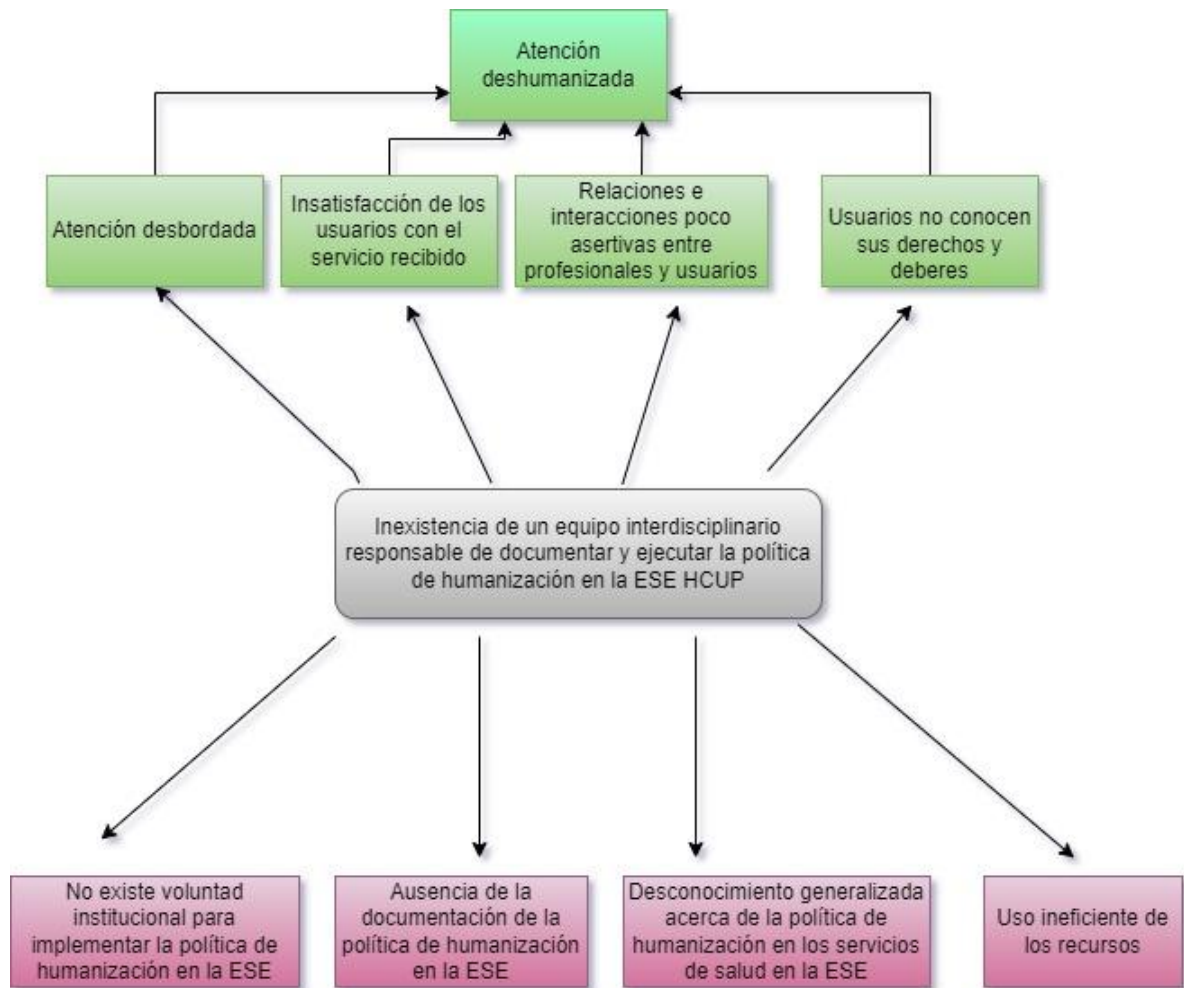 Atención
deshumanizada
Atención desbordada
Insatisfacción de los
usuarios con el
servicio recibido
Relaciones e
interacciones poco
asertivas entre
profesionales y usuarios
Usuarios no conocen
sus derechos y
deberes
Inexistencia de un equipo interdisciplinario
responsable de documentar y ejecutar la política
de humanización en la ESE HCUP
No existe voluntad
institucional para
implementar la política de
humanización en la ESE
Ausencia de la
documentación de la
política de humanización
en la ESE
Desconocimiento generalizada
acerca de la política de
humanización en los servicios
de salud en la ESE
Uso ineficiente de
los recursos